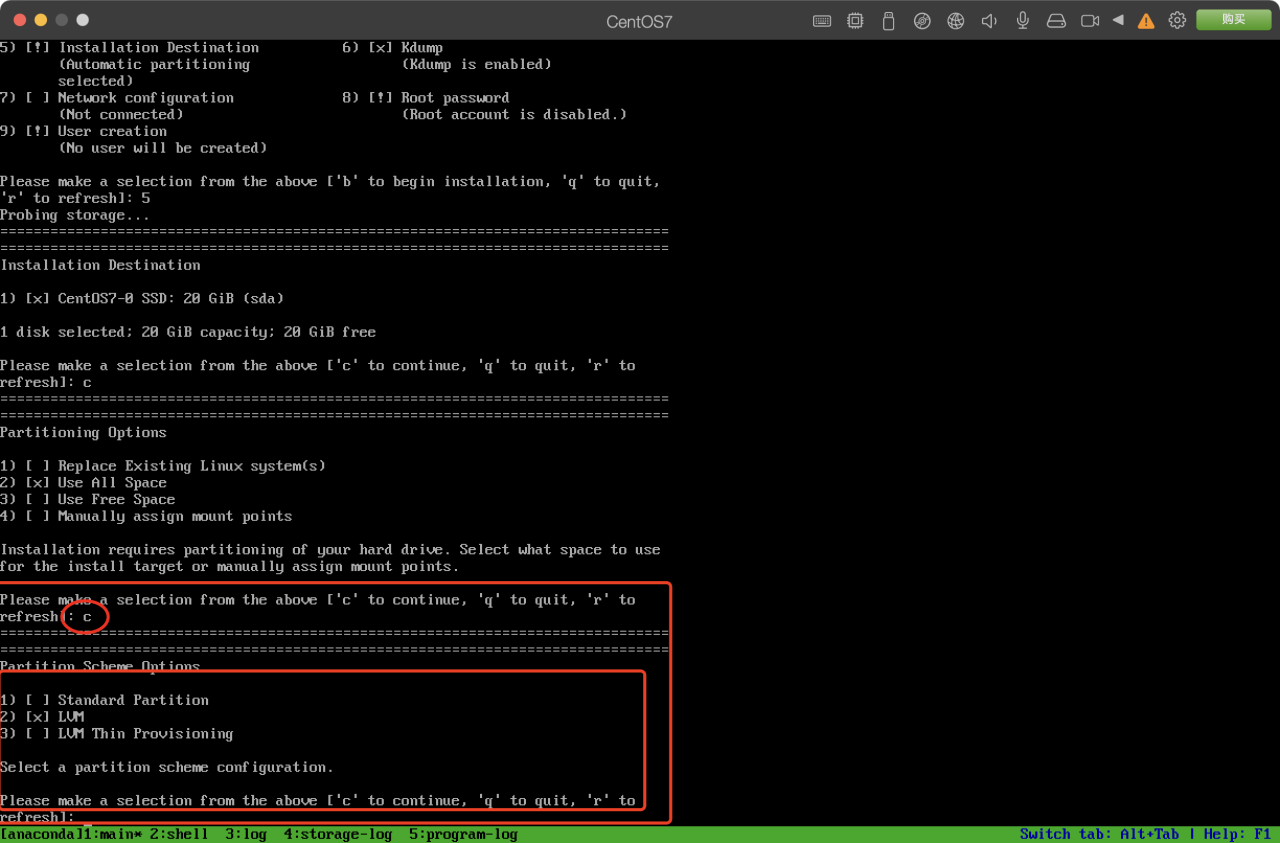 CentOS7
购买
5) [!] Installation Destination 6) [x] Kdump
(Automatic partitioning (Kdump is enabled)
selected)
7) [ ] Network configuration 8) [!] Root password
(Not connected) (Root account is disabled.)
9) [!] User creation
(No user will be created)
Please make a selection from the above ['b' to begin installation, 'q' to quit,
'r' to refresh]: 5
Probing storage...
================================================================================
================================================================================
Installation Destination
1) [x] CentOS7-0 SSD: 20 GiB (sda)
1 disk selected; 20 GiB capacity; 20 GiB free
Please make a selection from the above ['c' to continue, 'q' to quit, 'r' to
refresh]: c
================================================================================
================================================================================
Partitioning Options
1) [ ] Replace Existing Linux system(s)
2) [x] Use All Space
3) [ ] Use Free Space
4) [ ] Manually assign mount points
Installation requires partitioning of your hard drive. Select what space to use
for the install target or manually assign mount points.
Please make a selection from the above ['c' to continue, 'q' to quit, 'r' to
refresh]: c
================================================================================
================================================================================
Partition Scheme Options
1) [ ] Standard Partition
2) [x] LVM
3) [ ] LVM Thin Provisioning
Select a partition scheme configuration.
Please make a selection from the above ['c' to continue, 'q' to quit, 'r' to
refresh]:
[anaconda]1:main* 2:shell 3:log 4:storage-log 5:program-log Switch tab: Alt+Tab | Help: F1